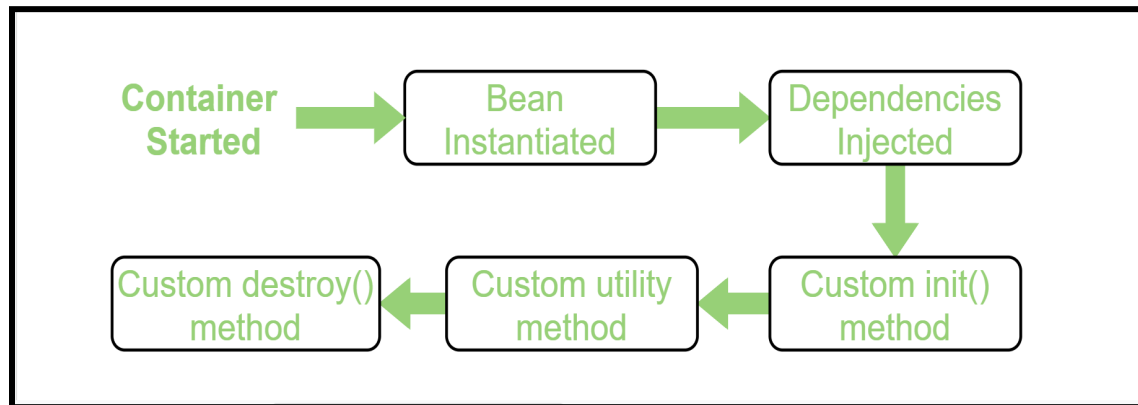 Container
Started
Bean
Instantiated
Dependencies
Injected
Custom init()
method
Custom utility
method
Custom destroy()
method